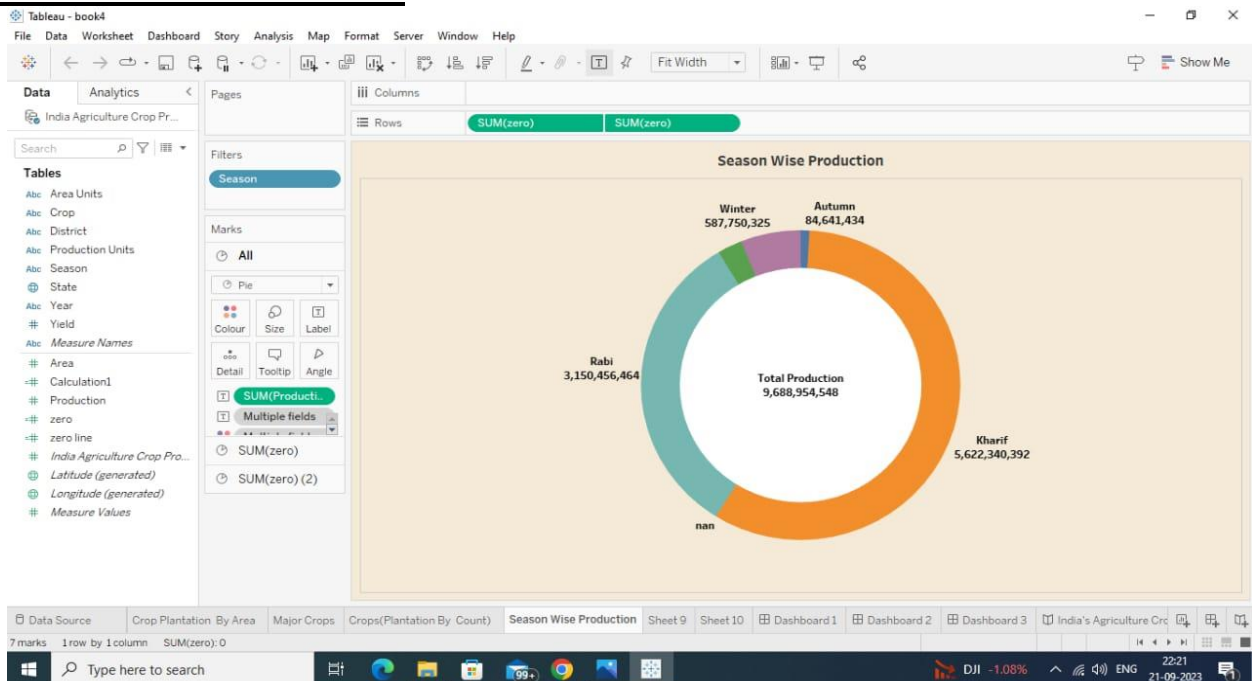 Tableau - book4
File Data Worksheet Dashboard Story Analysis Map Format Server Window Help
Fit Width
Show Me
Data Analytics
India Agriculture Crop Pr...
Search
Tables
Abc Area Units
Abc Crop
Abc District
Abc Production Units
Abc Season
State
Abc Year
# Yield
Abc Measure Names
# Area
=# Calculation1
# Production
=# zero
=# zero line
# India Agriculture Crop Pro...
Latitude (generated)
Longitude (generated)
# Measure Values
Pages
Filters
Season
Marks
All
Pie
Colour Size Label
Detail Tooltip Angle
SUM(Producti..
Multiple fields
SUM(zero)
SUM(zero) (2)
Columns
Rows SUM(zero) SUM(zero)
Season Wise Production
Winter
587,750,325
Autumn
84,641,434
Rabi
3,150,456,464
Total Production
9,688,954,548
Kharif
5,622,340,392
nan
Data Source Crop Plantation By Area Major Crops Crops(Plantation By Count) Season Wise Production Sheet 9 Sheet 10 Dashboard 1 Dashboard 2 Dashboard 3 India's Agriculture Crc
7 marks 1 row by 1 column SUM(zero): 0
Type here to search
99+
DJI -1.08%
ENG
22:21
21-09-2023